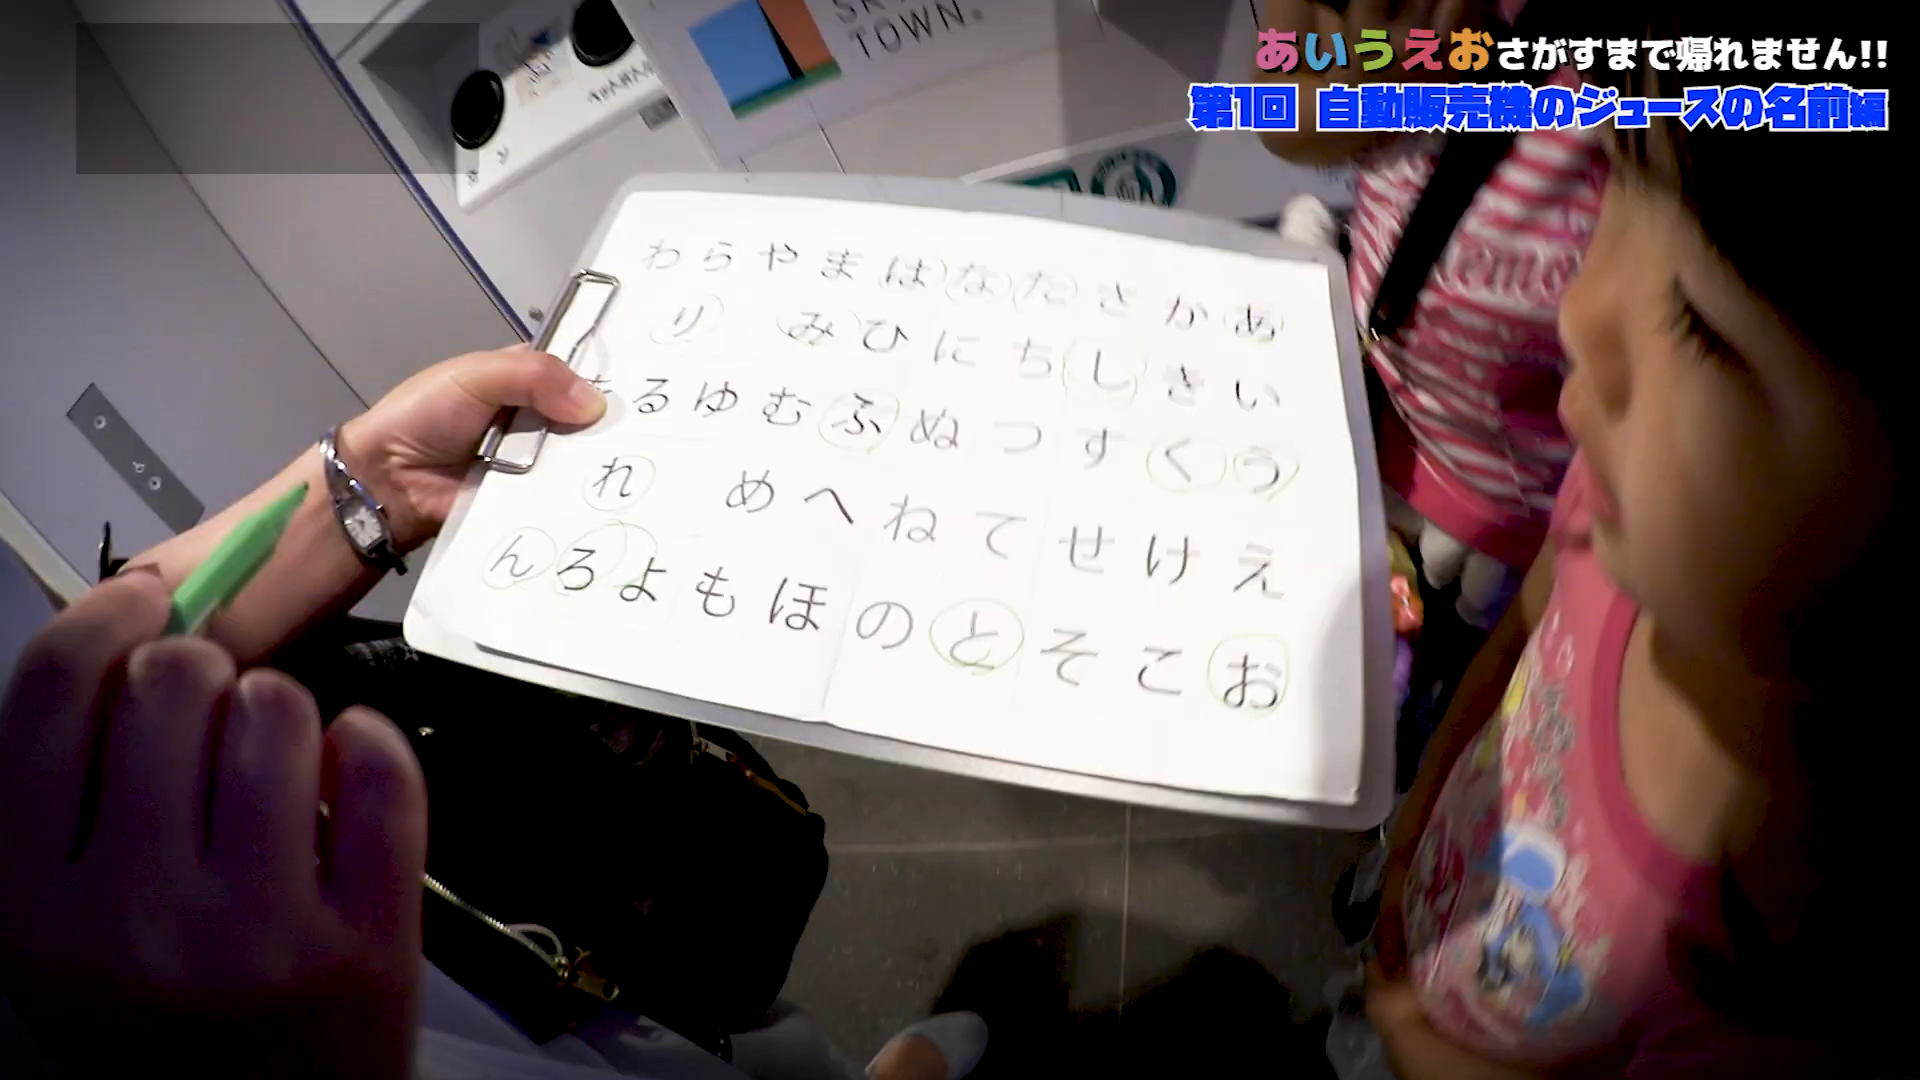 あいうえおさがすまで帰れません!!
第1回 自動販売機のジュースの名前編
TOWN.
わらやまはなたさかあ
り みひにちしきい
をるゆむふぬつすくう
れ めへねてせけえ
んろよもほのとそこお